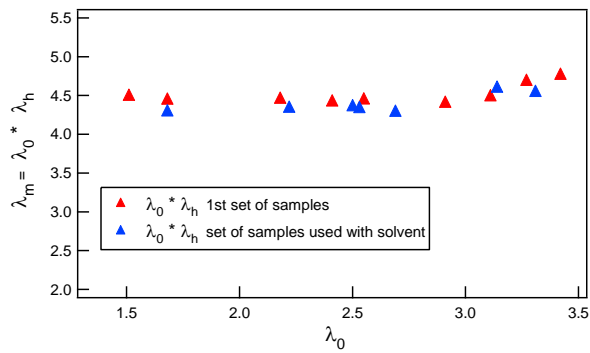 5.5
5.0
4.5
4.0
3.5
3.0
2.5
2.0
λm = λ0 * λh
λ0 * λh 1st set of samples
λ0 * λh set of samples used with solvent
1.5 2.0 2.5 3.0 3.5
λ0